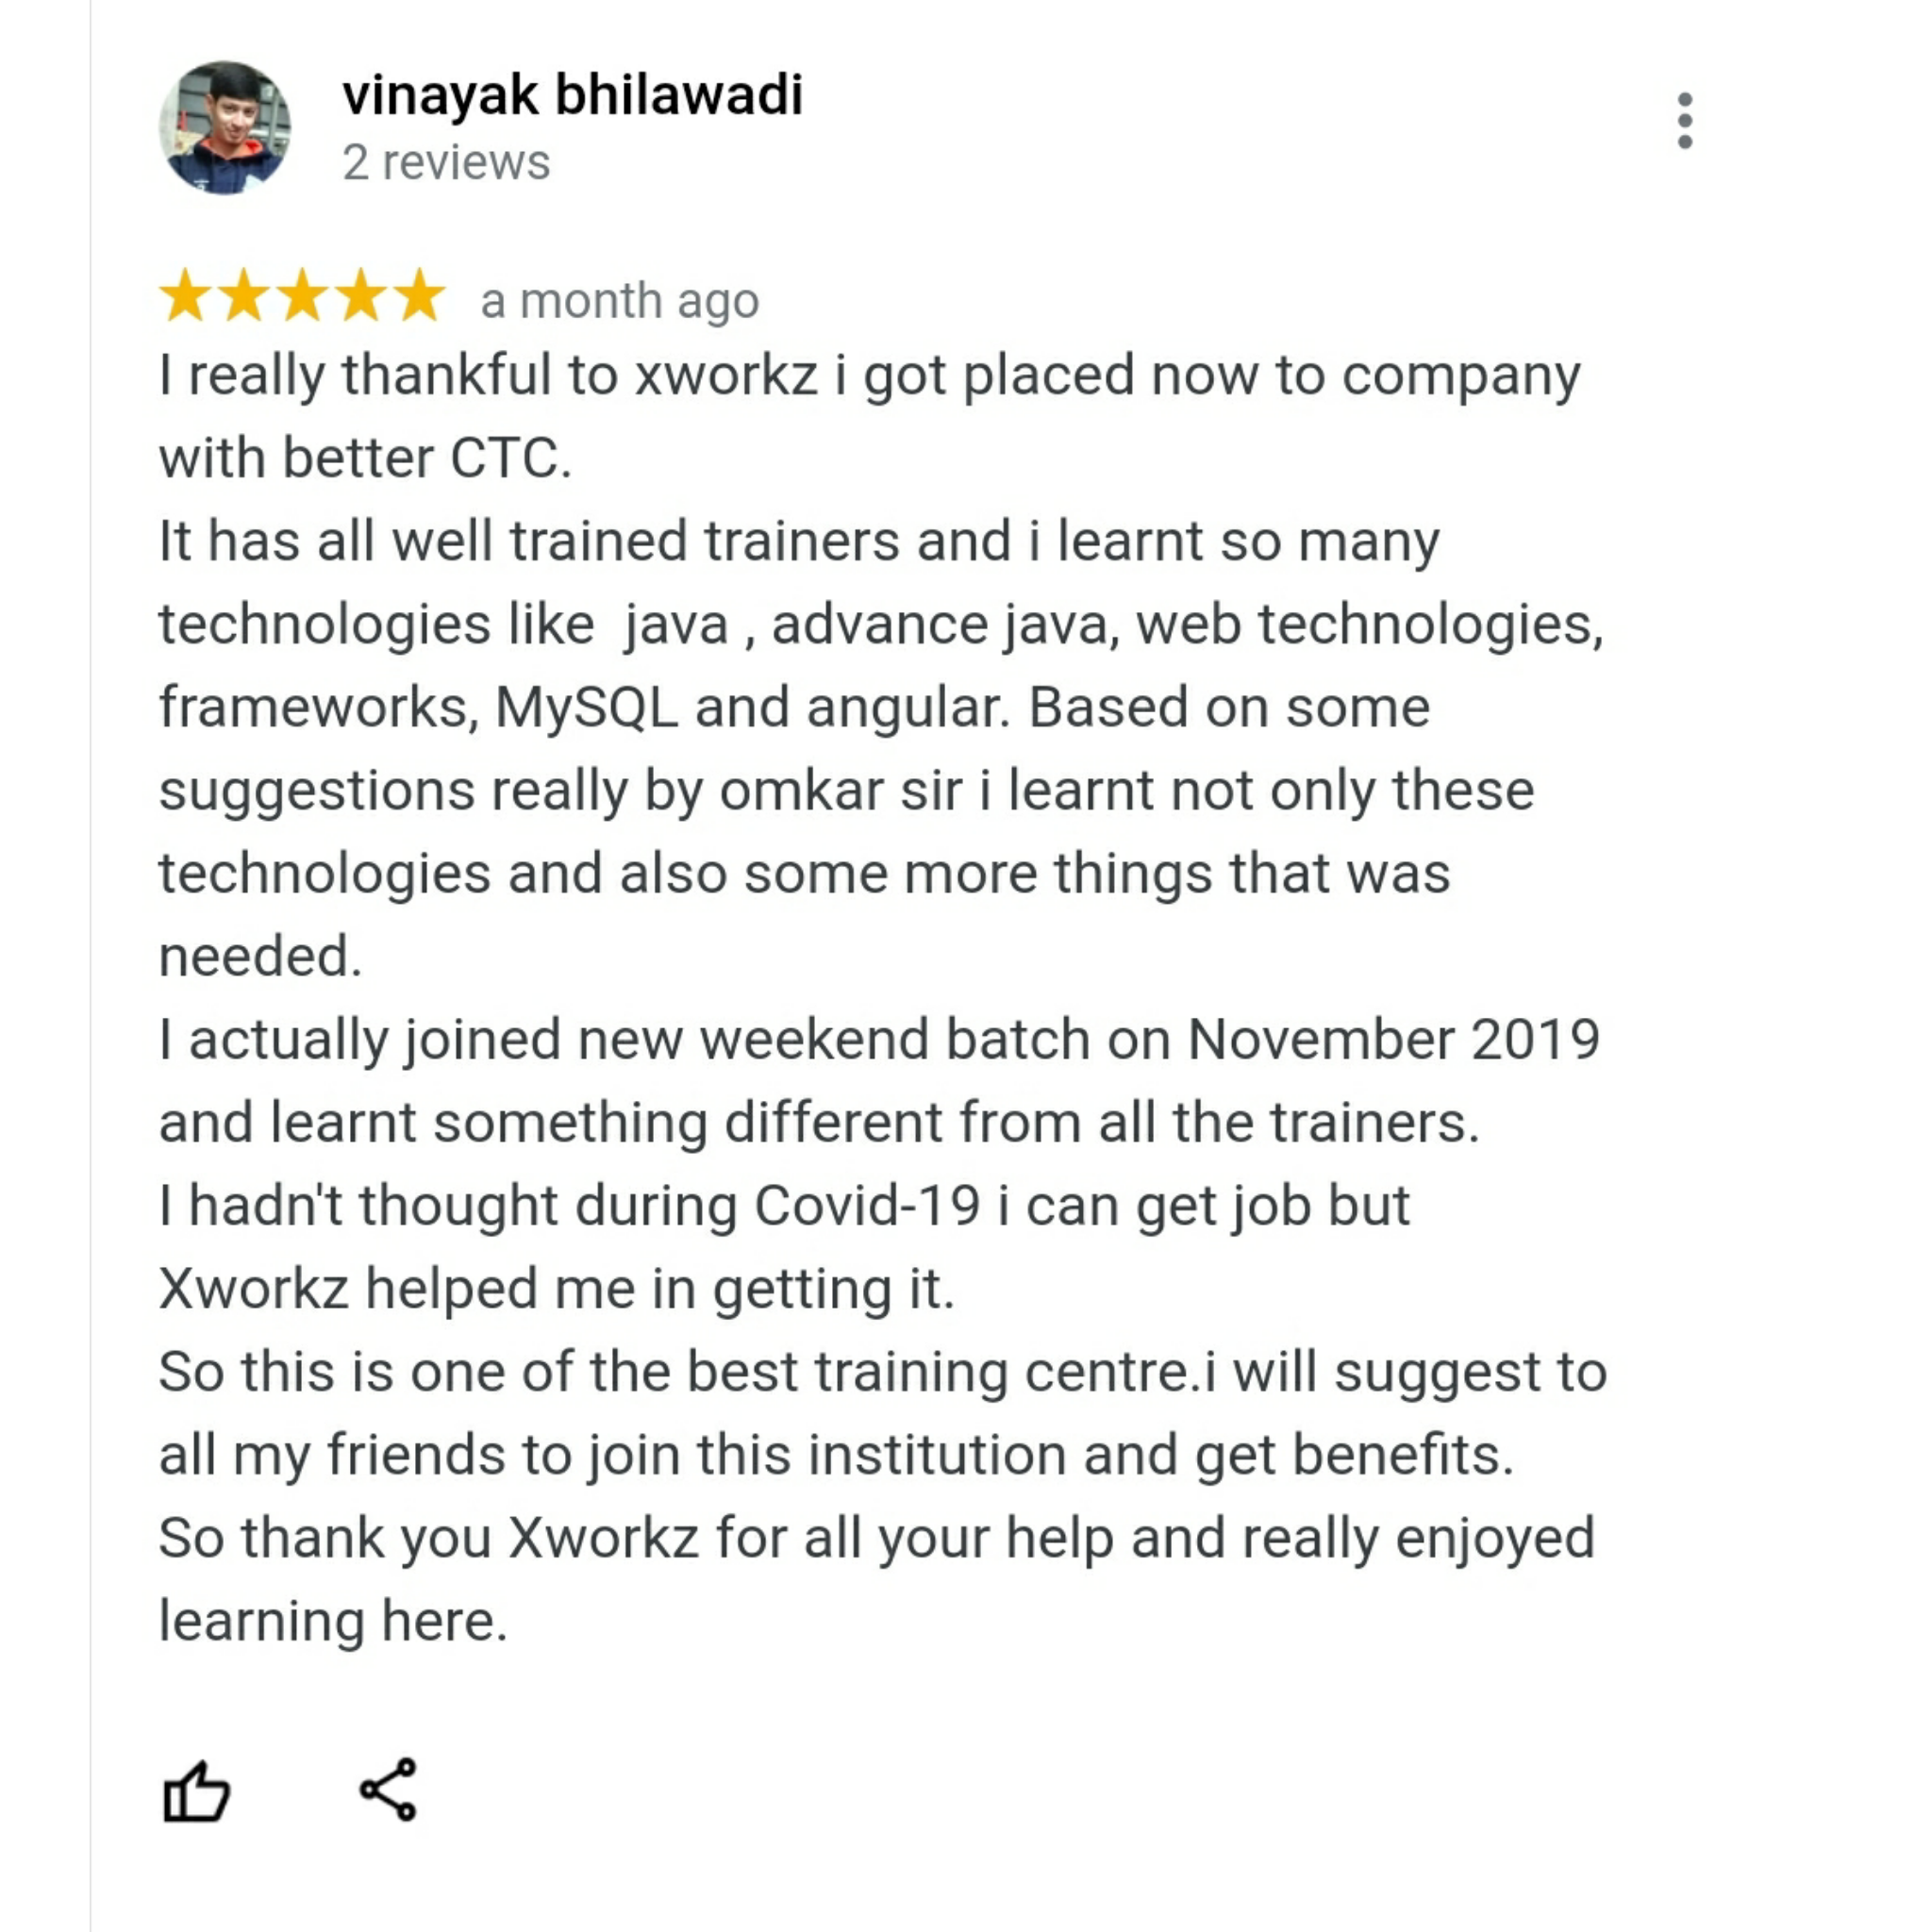 vinayak bhilawadi
2 reviews
a month ago
I really thankful to xworkz i got placed now to company
with better CTC.
It has all well trained trainers and i learnt so many
technologies like  java , advance java, web technologies,
frameworks, MySQL and angular. Based on some
suggestions really by omkar sir i learnt not only these
technologies and also some more things that was
needed.
I actually joined new weekend batch on November 2019
and learnt something different from all the trainers.
I hadn't thought during Covid-19 i can get job but
Xworkz helped me in getting it.
So this is one of the best training centre.i will suggest to
all my friends to join this institution and get benefits.
So thank you Xworkz for all your help and really enjoyed
learning here.